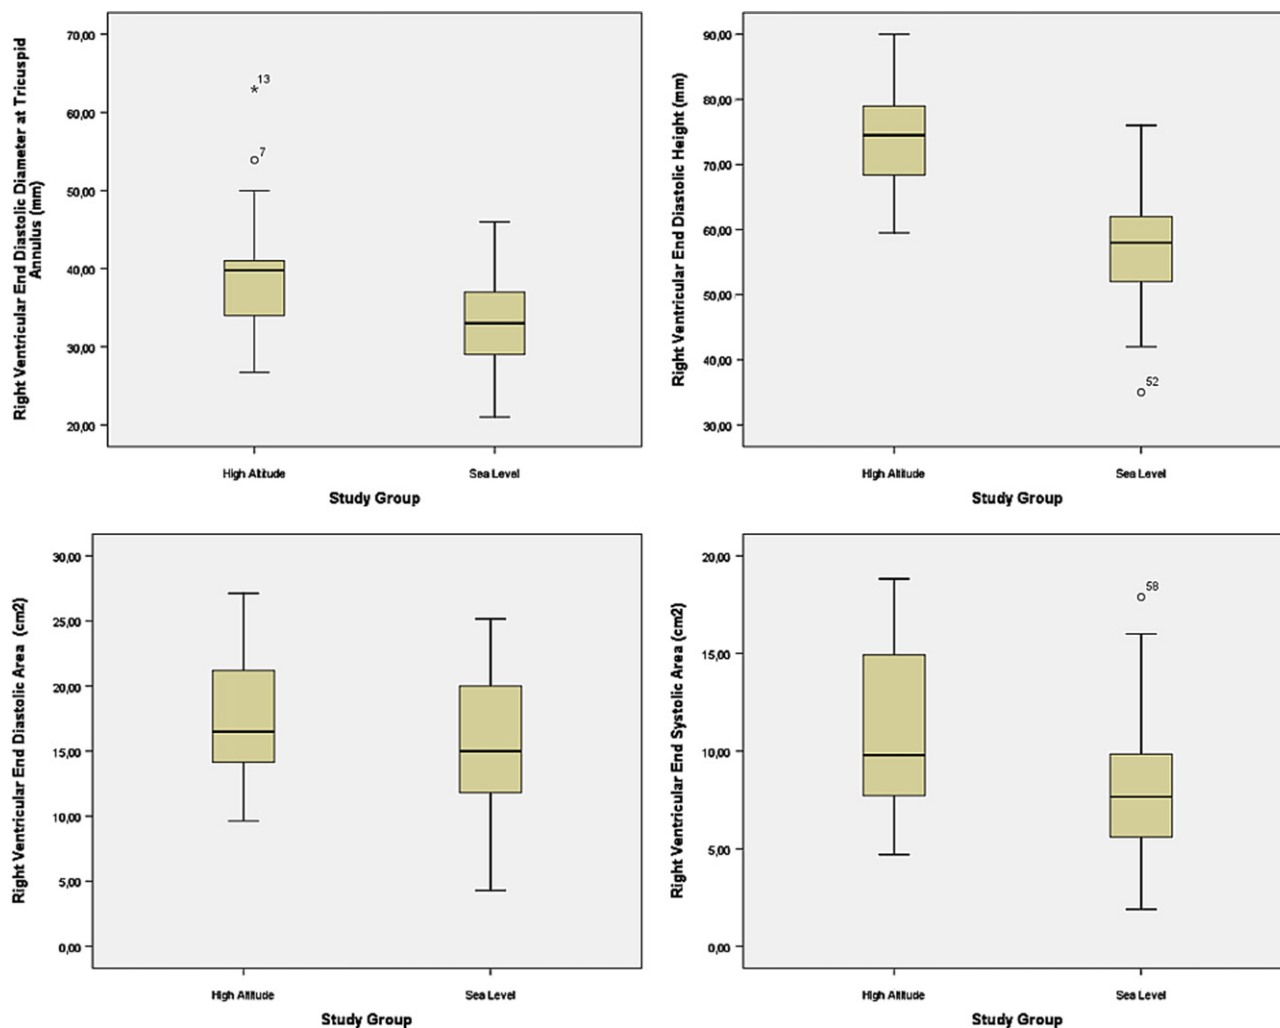 Right Ventricular End Diastolic Diameter at Tricuspid
Annulus (mm)
70,00
60,00
50,00
40,00
30,00
20,00
13
7
High Altitude
Sea Level
Study Group
Right Ventricular End Diastolic Height (mm)
90,00
80,00
70,00
60,00
50,00
40,00
30,00
52
High Altitude
Sea Level
Study Group
Right Ventricular End Diastolic Area (cm2)
30,00
25,00
20,00
15,00
10,00
5,00
0,00
High Altitude
Sea Level
Study Group
Right Ventricular End Systolic Area (cm2)
20,00
15,00
10,00
5,00
0,00
58
High Altitude
Sea Level
Study Group